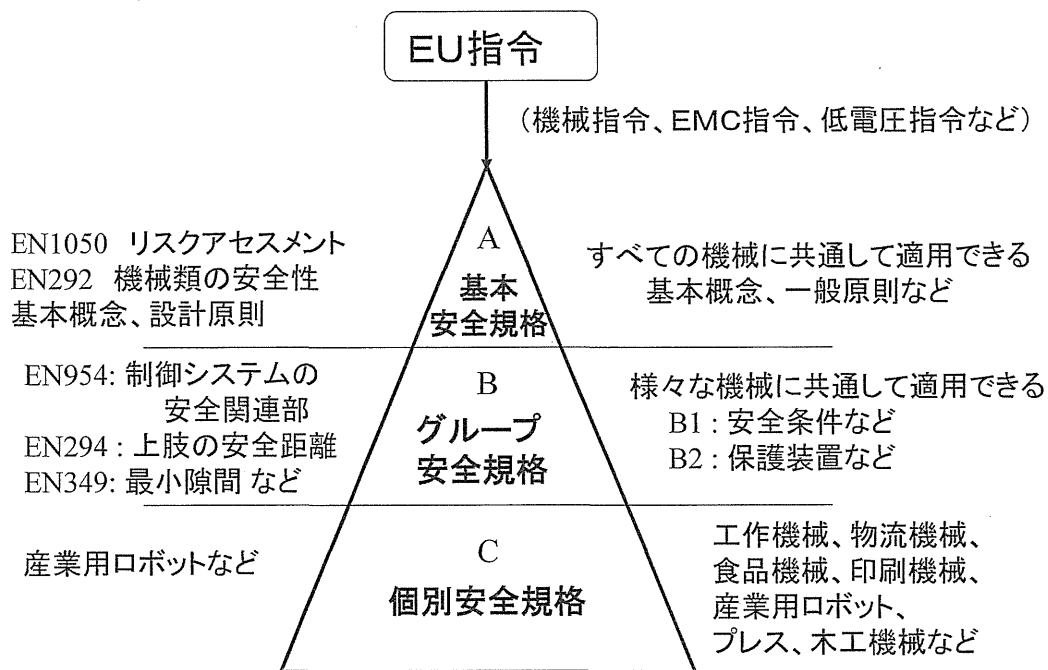 EU指令
(機械指令、EMC指令、低電圧指令など)
EN1050 リスクアセスメント
EN292 機械類の安全性
基本概念、設計原則
A
基本
安全規格
すべての機械に共通して適用できる
基本概念、一般原則など
EN954: 制御システムの
安全関連部
EN294 : 上肢の安全距離
EN349: 最小隙間 など
B
グループ
安全規格
様々な機械に共通して適用できる
B1 : 安全条件など
B2 : 保護装置など
産業用ロボットなど
C
個別安全規格
工作機械、物流機械、
食品機械、印刷機械、
産業用ロボット、
プレス、木工機械など